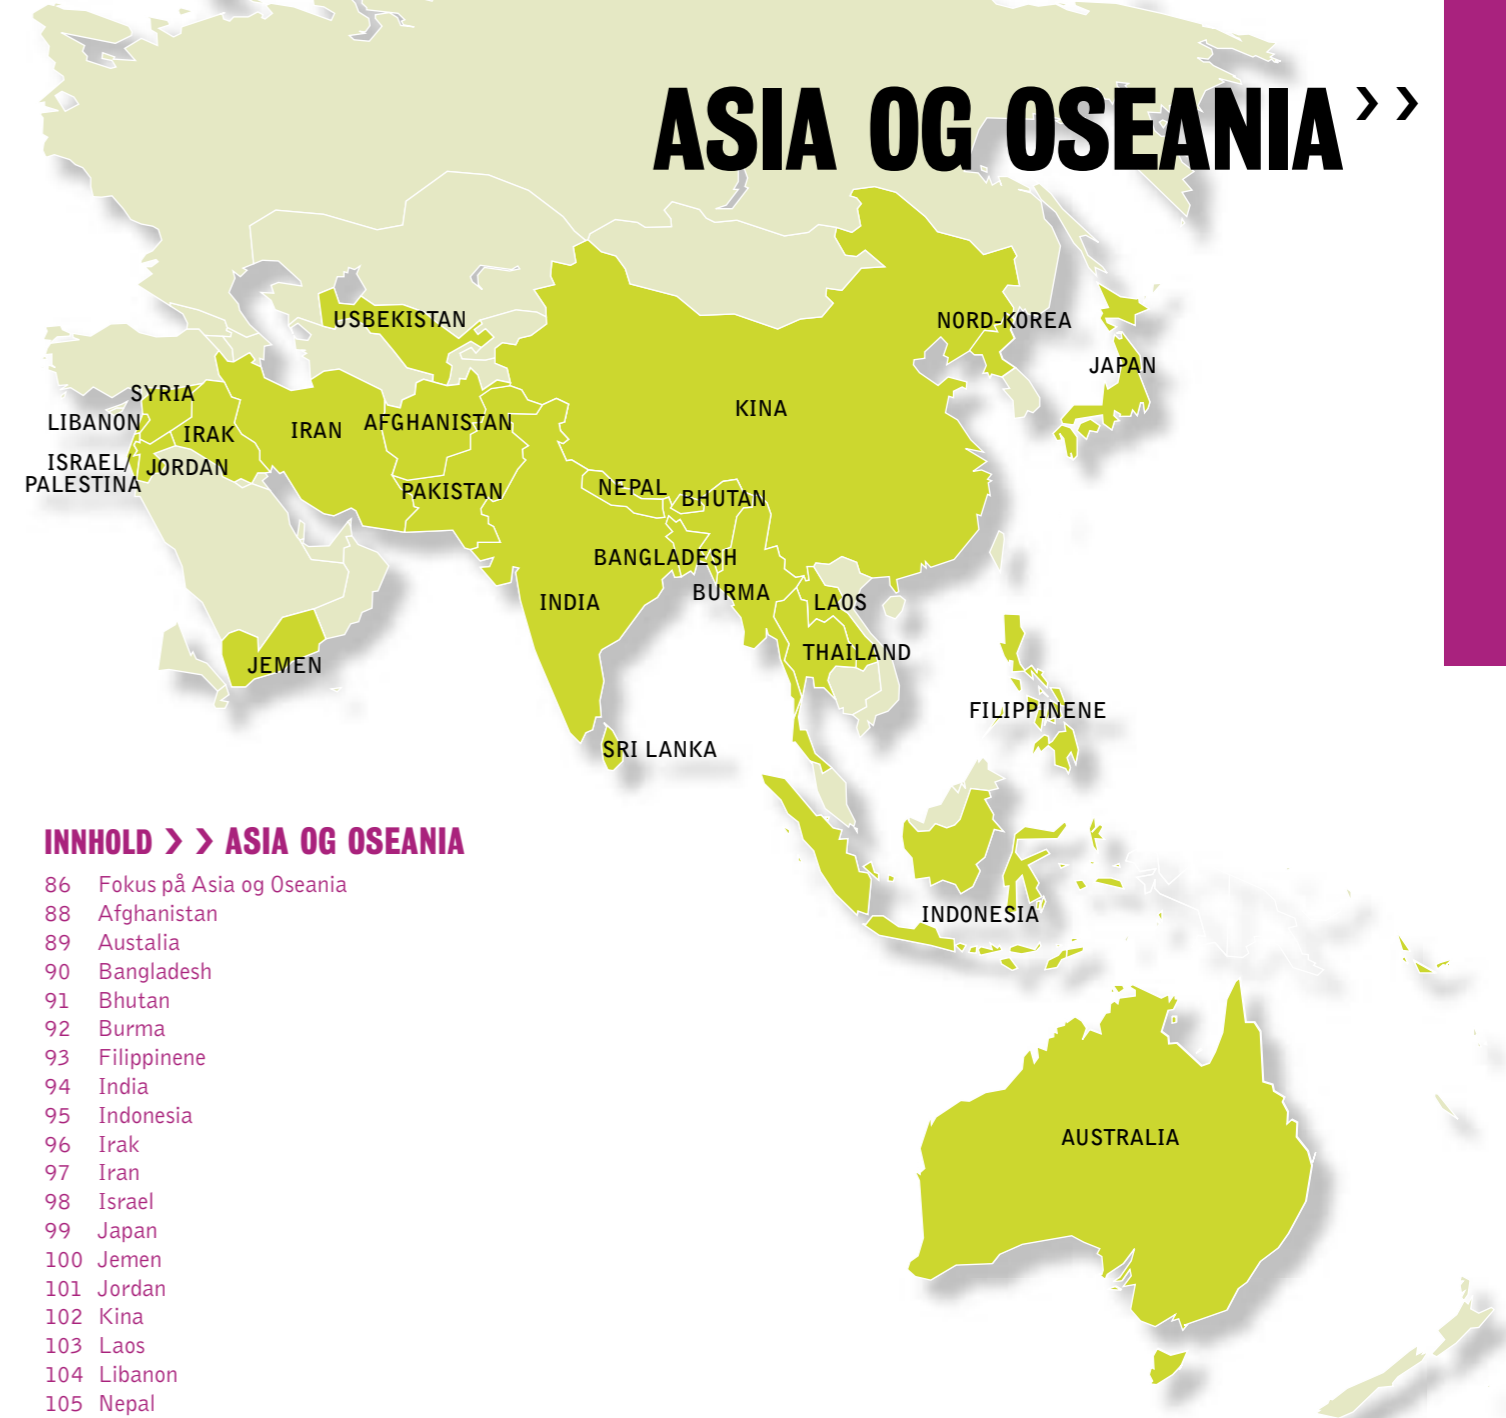 ASIA OG OSEANIA >>
USBEKISTAN
NORD-KOREA
JAPAN
SYRIA
LIBANON
IRAK
IRAN
AFGHANISTAN
KINA
ISRAEL/
PALESTINA
JORDAN
PAKISTAN
NEPAL
BHUTAN
BANGLADESH
BURMA
INDIA
LAOS
THAILAND
JEMEN
FILIPPINENE
SRI LANKA
INDONESIA
AUSTRALIA
INNHOLD > > ASIA OG OSEANIA
86 Fokus på Asia og Oseania
88 Afghanistan
89 Austalia
90 Bangladesh
91 Bhutan
92 Burma
93 Filippinene
94 India
95 Indonesia
96 Irak
97 Iran
98 Israel
99 Japan
100 Jemen
101 Jordan
102 Kina
103 Laos
104 Libanon
105 Nepal